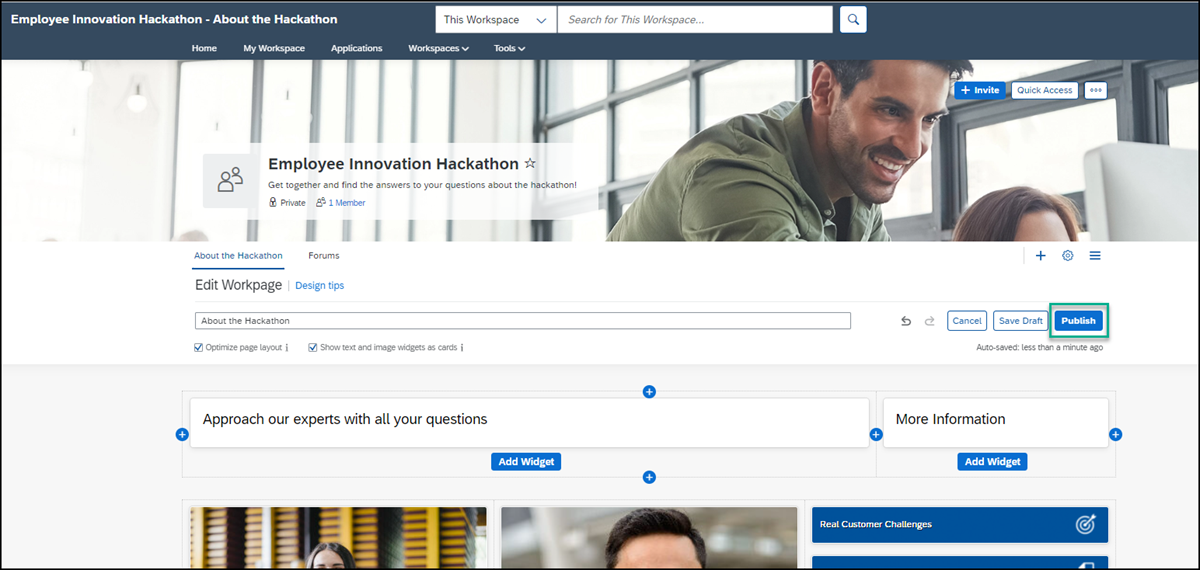 Employee Innovation Hackathon - About the Hackathon
This Workspace
Search for This Workspace...
Home My Workspace Applications Workspaces Tools
+ Invite Quick Access
Employee Innovation Hackathon ☆
Get together and find the answers to your questions about the hackathon!
Private 1 Member
About the Hackathon Forums
Edit Workpage | Design tips
About the Hackathon
Cancel Save Draft Publish
Optimize page layout Show text and image widgets as cards
Auto-saved: less than a minute ago
Approach our experts with all your questions
More Information
Add Widget
Add Widget
Real Customer Challenges